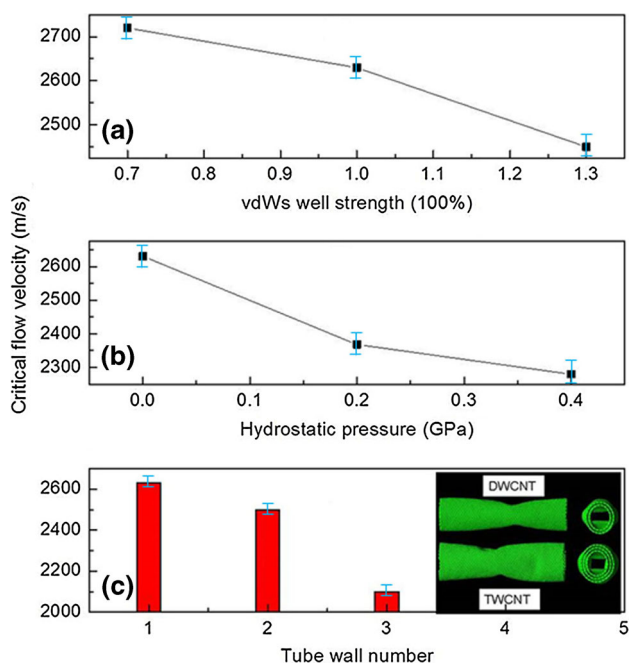 2700
2600
2500
(a)
0.7 0.8 0.9 1.0 1.1 1.2 1.3
vdWs well strength (100%)
Critical flow velocity (m/s)
2600
2500
2400
2300
(b)
0.0 0.1 0.2 0.3 0.4
Hydrostatic pressure (GPa)
2600
2400
2200
2000
(c)
DWCNT
TWCNT
1 2 3 4 5
Tube wall number